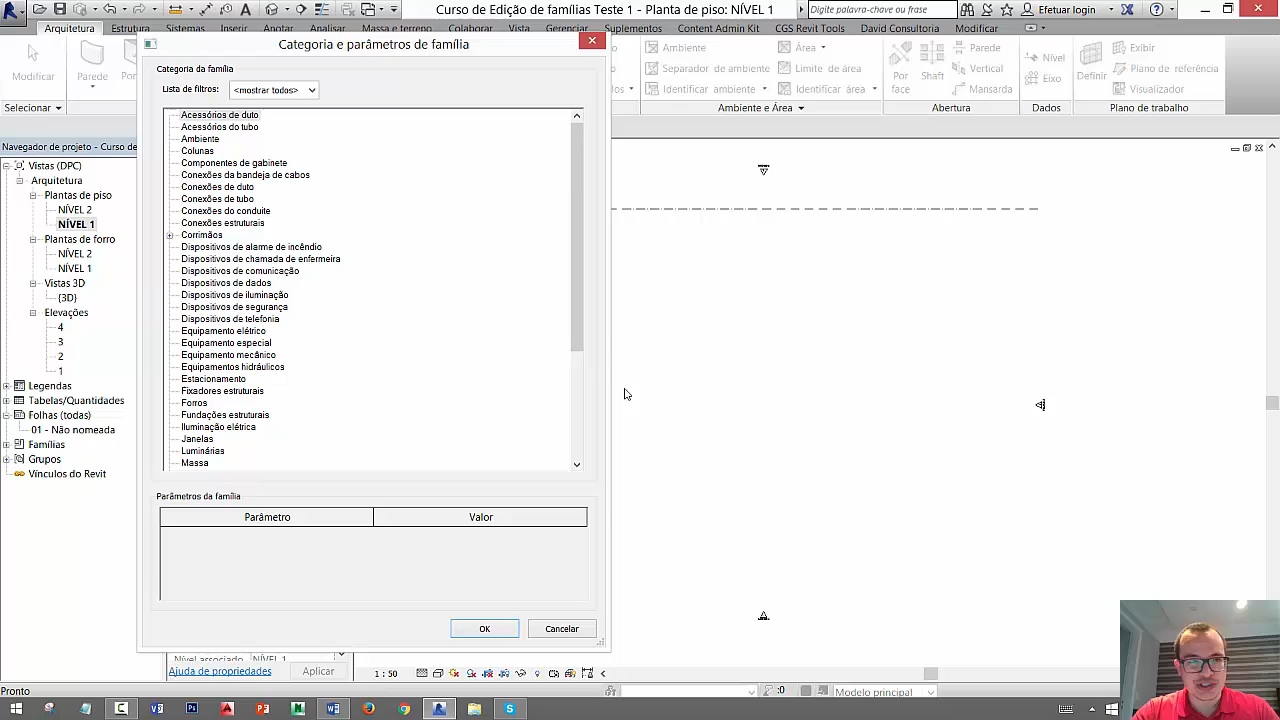 Curso de Edição de famílias Teste 1 - Planta de piso: NÍVEL 1
Digite palavra-chave ou frase
Efetuar login
Arquitetura Estrutura Sistemas Inserir Anotar Analisar Massa e terreno Colaborar Vista Gerenciar Suplementos Content Admin Kit CGS Revit Tools David Consultoria Modificar
Modificar
Parede
Selecionar
Ambiente
Separador de ambiente
Identificar ambiente
Área
Limite de área
Identificar área
Ambiente e Área
Por face
Shaft
Parede
Vertical
Mansarda
Abertura
Nível
Eixo
Dados
Definir
Exibir
Plano de referência
Visualizador
Plano de trabalho
Navegador de projeto - Curso de
Vistas (DPC)
Arquitetura
Plantas de piso
NÍVEL 2
NÍVEL 1
Plantas de forro
NÍVEL 2
NÍVEL 1
Vistas 3D
{3D}
Elevações
4
3
2
1
Legendas
Tabelas/Quantidades
Folhas (todas)
01 - Não nomeada
Famílias
Grupos
Vínculos do Revit
Categoria e parâmetros de família
Categoria da família
Lista de filtros: <mostrar todos>
Acessórios de duto
Acessórios do tubo
Ambiente
Colunas
Componentes de gabinete
Conexões da bandeja de cabos
Conexões de duto
Conexões de tubo
Conexões do conduite
Conexões estruturais
Corrimãos
Dispositivos de alarme de incêndio
Dispositivos de chamada de enfermeira
Dispositivos de comunicação
Dispositivos de dados
Dispositivos de iluminação
Dispositivos de segurança
Dispositivos de telefonia
Equipamento elétrico
Equipamento especial
Equipamento mecânico
Equipamentos hidráulicos
Estacionamento
Fixadores estruturais
Forros
Fundações estruturais
Iluminação elétrica
Janelas
Luminárias
Massa
Parâmetros da família
Parâmetro Valor
OK Cancelar
Nível associado NÍVEL 1
Ajuda de propriedades Aplicar
1 : 50
Pronto
:0
Modelo principal